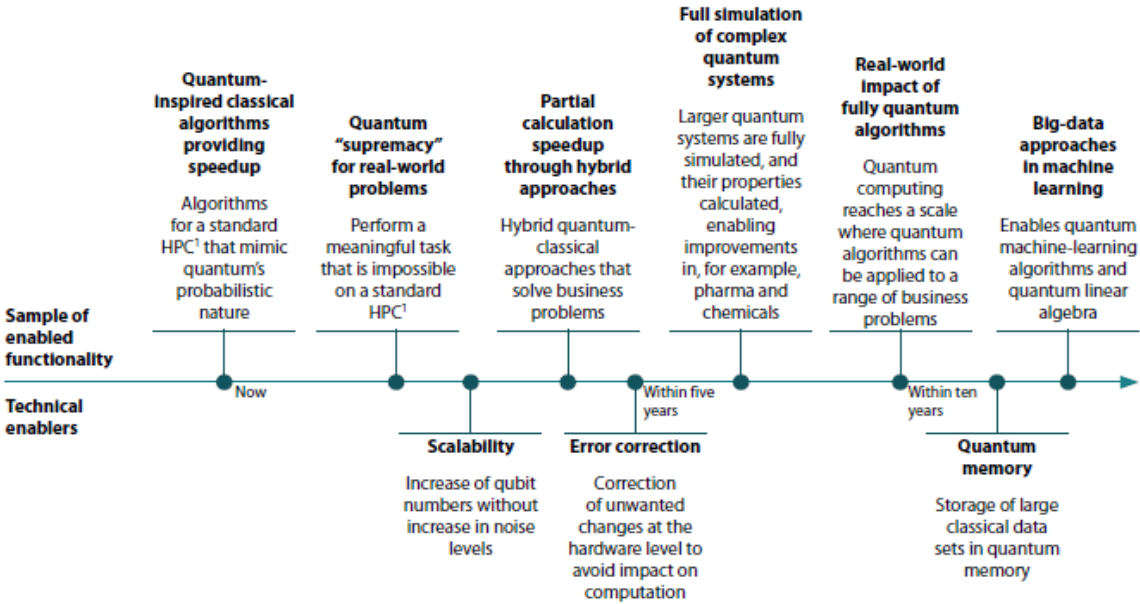 Quantum-
inspired classical
algorithms
providing
speedup
Algorithms
for a standard
HPC¹ that mimic
quantum's
probabilistic
nature
Quantum
“supremacy”
for real-world
problems
Perform a
meaningful task
that is impossible
on a standard
HPC¹
Partial
calculation
speedup
through hybrid
approaches
Hybrid quantum-
classical
approaches that
solve business
problems
Full simulation
of complex
quantum
systems
Larger quantum
systems are fully
simulated, and
their properties
calculated,
enabling
improvements
in, for example,
pharma and
chemicals
Real-world
impact of
fully quantum
algorithms
Quantum
computing
reaches a scale
where quantum
algorithms can
be applied to a
range of business
problems
Big-data
approaches
in machine
learning
Enables quantum
machine-learning
algorithms and
quantum linear
algebra
Sample of
enabled
functionality
Now
Within five
years
Within ten
years
Technical
enablers
Scalability
Increase of qubit
numbers without
increase in noise
levels
Error correction
Correction
of unwanted
changes at the
hardware level to
avoid impact on
computation
Quantum
memory
Storage of large
classical data
sets in quantum
memory